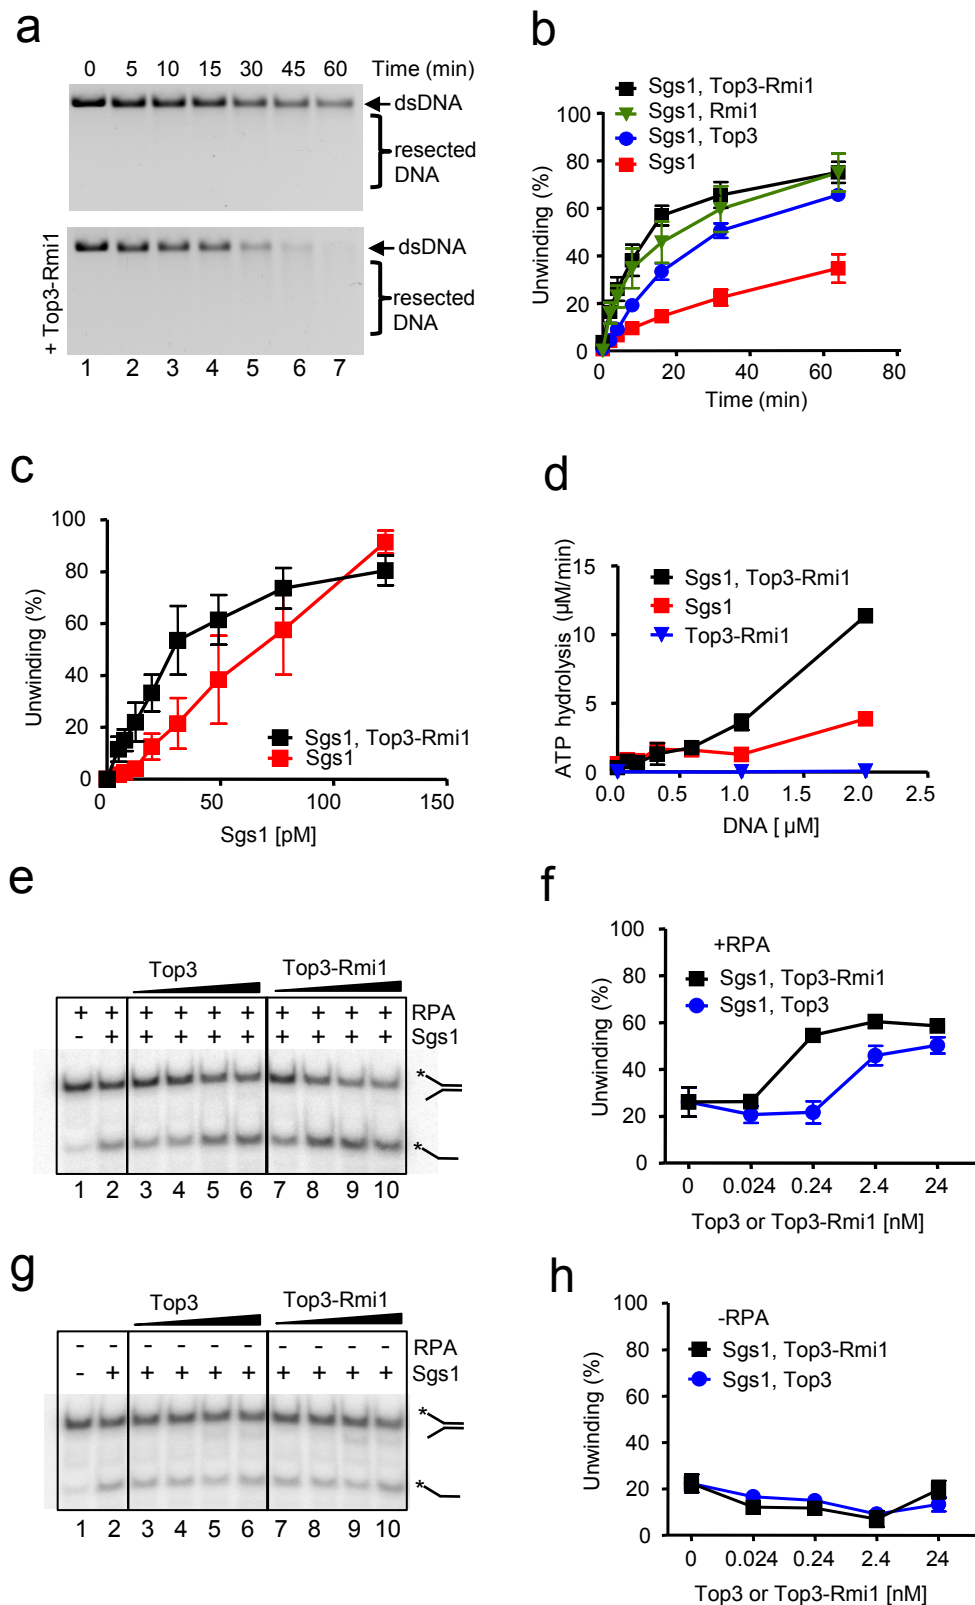 a
0 5 10 15 30 45 60 Time (min)
dsDNA
resected
DNA
+ Top3-Rmi1
dsDNA
resected
DNA
1 2 3 4 5 6 7
b
Sgs1, Top3-Rmi1
Sgs1, Rmi1
Sgs1, Top3
Sgs1
Unwinding (%)
80
60
40
20
0
0 20 40 60 80
Time (min)
c
Unwinding (%)
100
80
60
40
20
0
Sgs1, Top3-Rmi1
Sgs1
0 50 100 150
Sgs1 [pM]
d
ATP hydrolysis (µM/min)
15
10
5
0
Sgs1, Top3-Rmi1
Sgs1
Top3-Rmi1
0.0 0.5 1.0 1.5 2.0 2.5
DNA [ µM]
e
Top3 Top3-Rmi1
+ + + + + + + + + + RPA
- + + + + + + + + + Sgs1
*
*
1 2 3 4 5 6 7 8 9 10
f
+RPA
Sgs1, Top3-Rmi1
Sgs1, Top3
Unwinding (%)
100
80
60
40
20
0
0 0.024 0.24 2.4 24
Top3 or Top3-Rmi1 [nM]
g
Top3 Top3-Rmi1
- - - - - - - - - - RPA
- + + + + + + + + + Sgs1
*
*
1 2 3 4 5 6 7 8 9 10
h
-RPA
Sgs1, Top3-Rmi1
Sgs1, Top3
Unwinding (%)
100
80
60
40
20
0
0 0.024 0.24 2.4 24
Top3 or Top3-Rmi1 [nM]